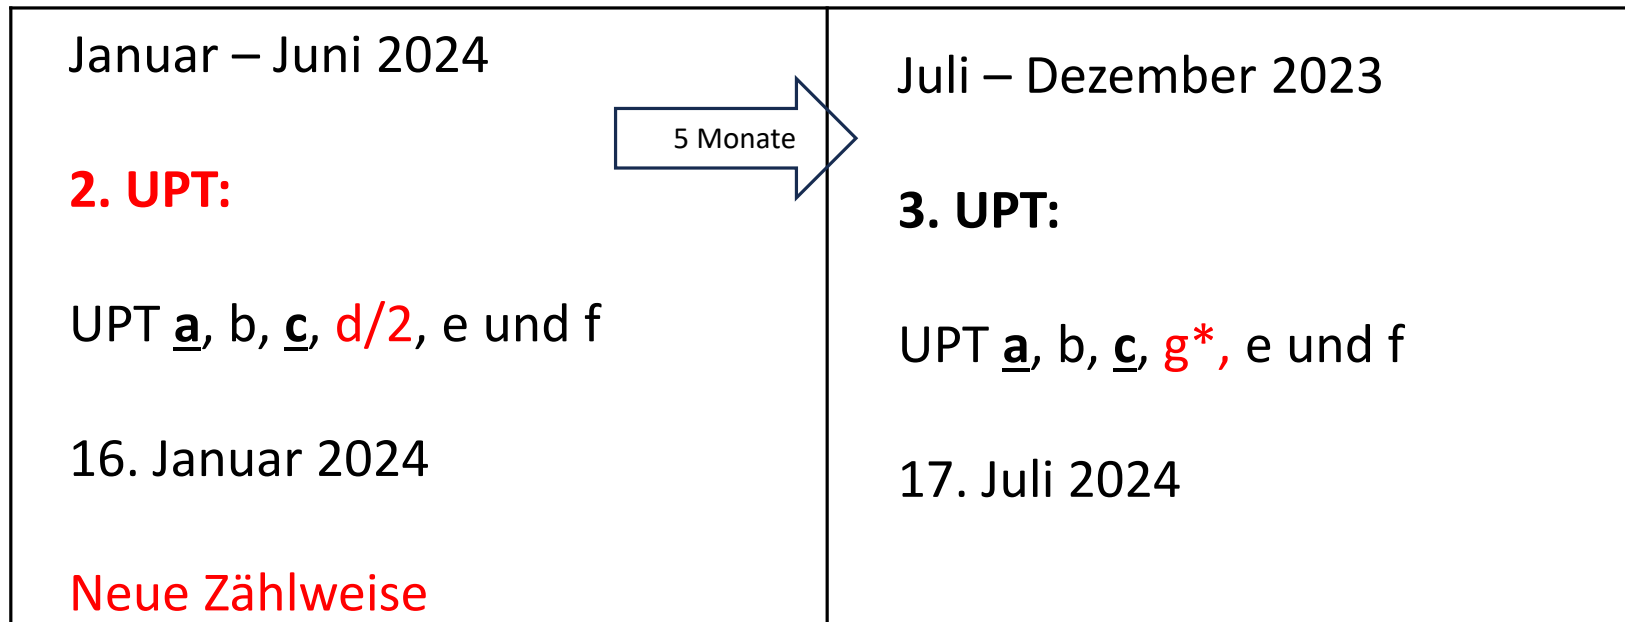 Januar – Juni 2024
2. UPT:
UPT a, b, c, d/2, e und f
16. Januar 2024
Neue Zählweise
5 Monate
Juli – Dezember 2023
3. UPT:
UPT a, b, c, g*, e und f
17. Juli 2024